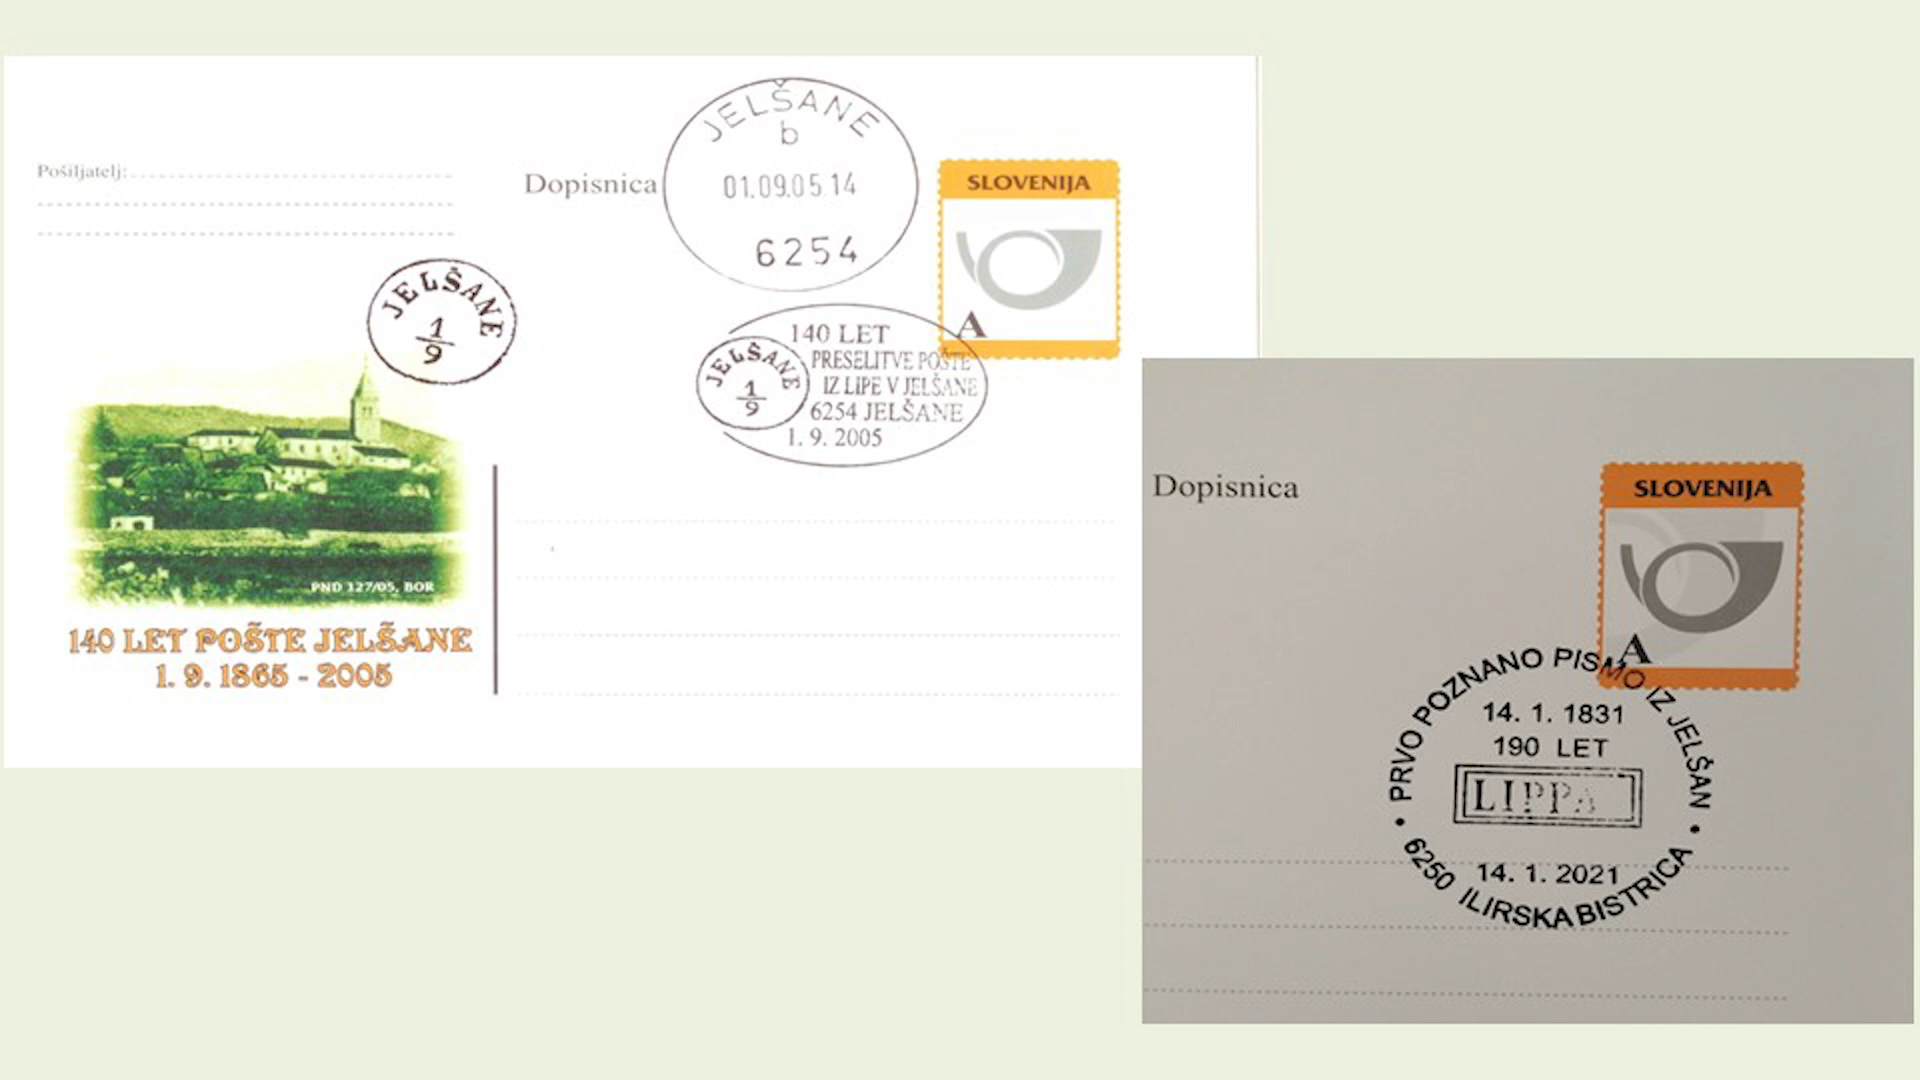 Pošiljatelj:
Dopisnica
JELŠANE
b
01.09.05 14
6254
SLOVENIJA
A
JELŠANE
1
9
140 LET
PRESELITVE POŠTE
IZ LIPE V JELŠANE
6254 JELŠANE
1. 9. 2005
JELŠANE
1
9
PND 127/05, BOR
140 LET POŠTE JELŠANE
1. 9. 1865 - 2005
Dopisnica
SLOVENIJA
A
• PRVO POZNANO PISMO IZ JELŠAN •
14. 1. 1831
190 LET
LIPPA
14. 1. 2021
6250 ILIRSKA BISTRICA